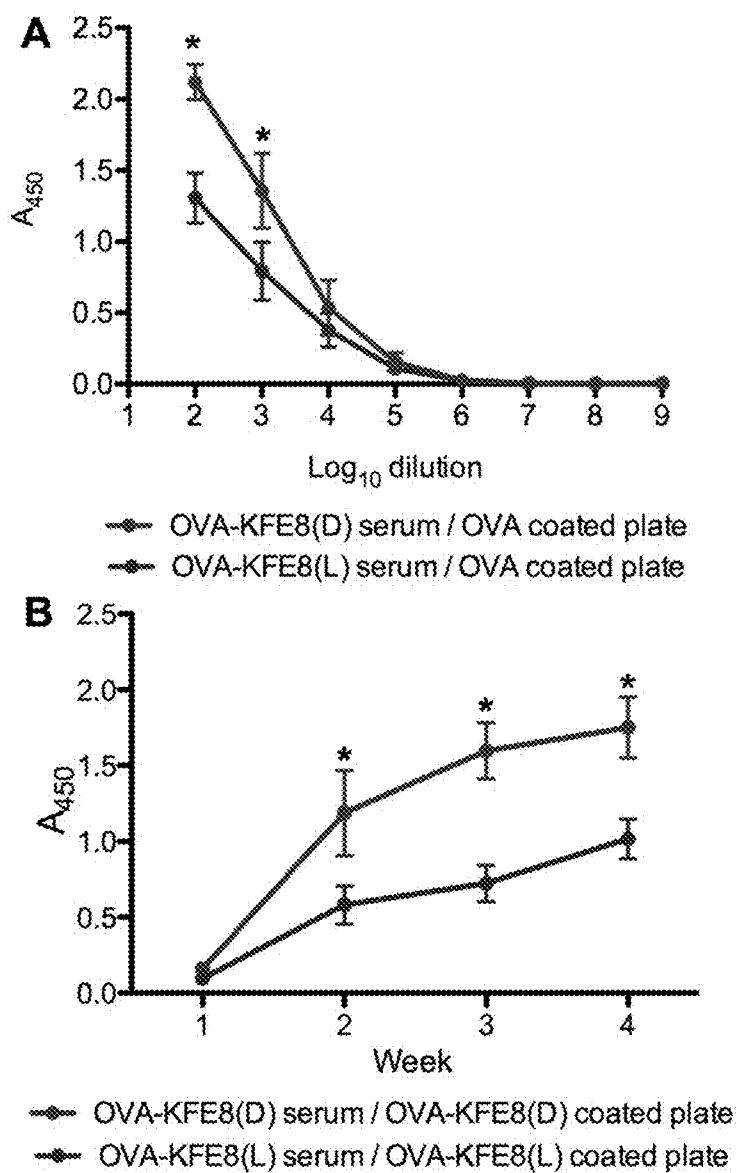 A
2.5
*
2.0
*
1.5
A450
1.0
0.5
0.0
1 2 3 4 5 6 7 8 9
Log10 dilution
OVA-KFE8(D) serum / OVA coated plate
OVA-KFE8(L) serum / OVA coated plate
B
2.5
2.0
* * *
1.5
A450
1.0
0.5
0.0
1 2 3 4
Week
OVA-KFE8(D) serum / OVA-KFE8(D) coated plate
OVA-KFE8(L) serum / OVA-KFE8(L) coated plate